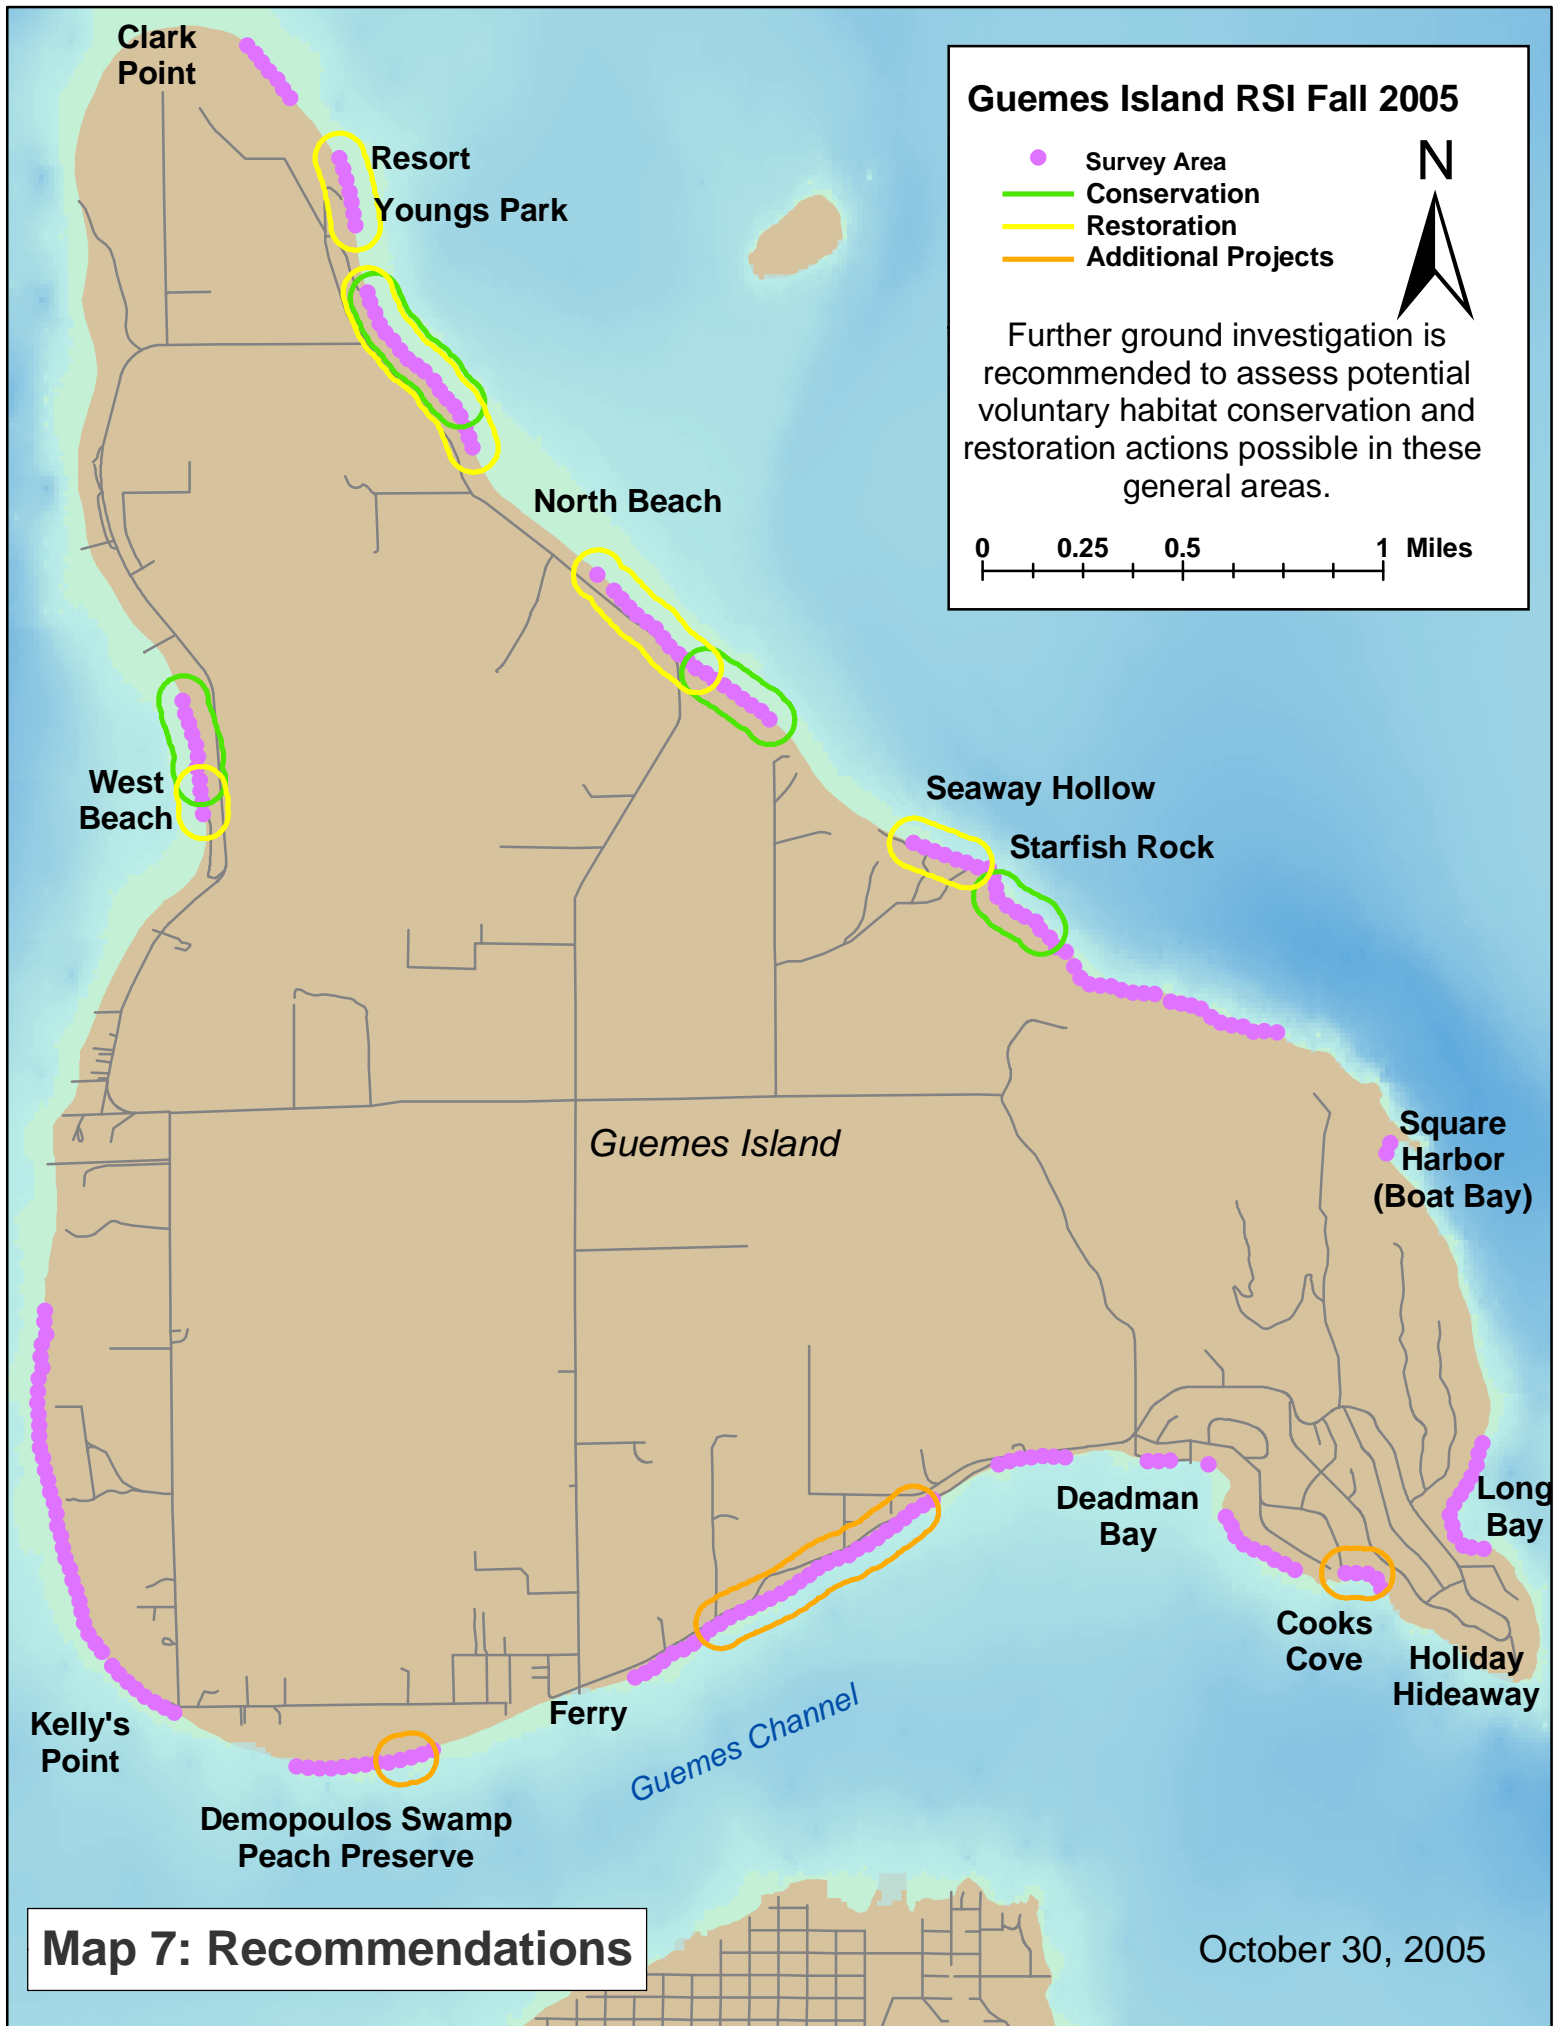 Clark
Point
Resort
Youngs Park
Guemes Island RSI Fall 2005
N
Survey Area
Conservation
Restoration
Additional Projects
Further ground investigation is
recommended to assess potential
voluntary habitat conservation and
restoration actions possible in these
general areas.
0 0.25 0.5 1 Miles
North Beach
West
Beach
Seaway Hollow
Starfish Rock
Guemes Island
Square
Harbor
(Boat Bay)
Long
Bay
Deadman
Bay
Cooks
Cove
Holiday
Hideaway
Kelly's
Point
Ferry
Guemes Channel
Demopoulos Swamp
Peach Preserve
Map 7: Recommendations
October 30, 2005